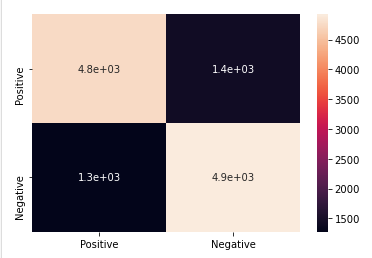 Positive
Negative
4.8e+03
1.4e+03
1.3e+03
4.9e+03
Positive
Negative
4500
4000
3500
3000
2500
2000
1500